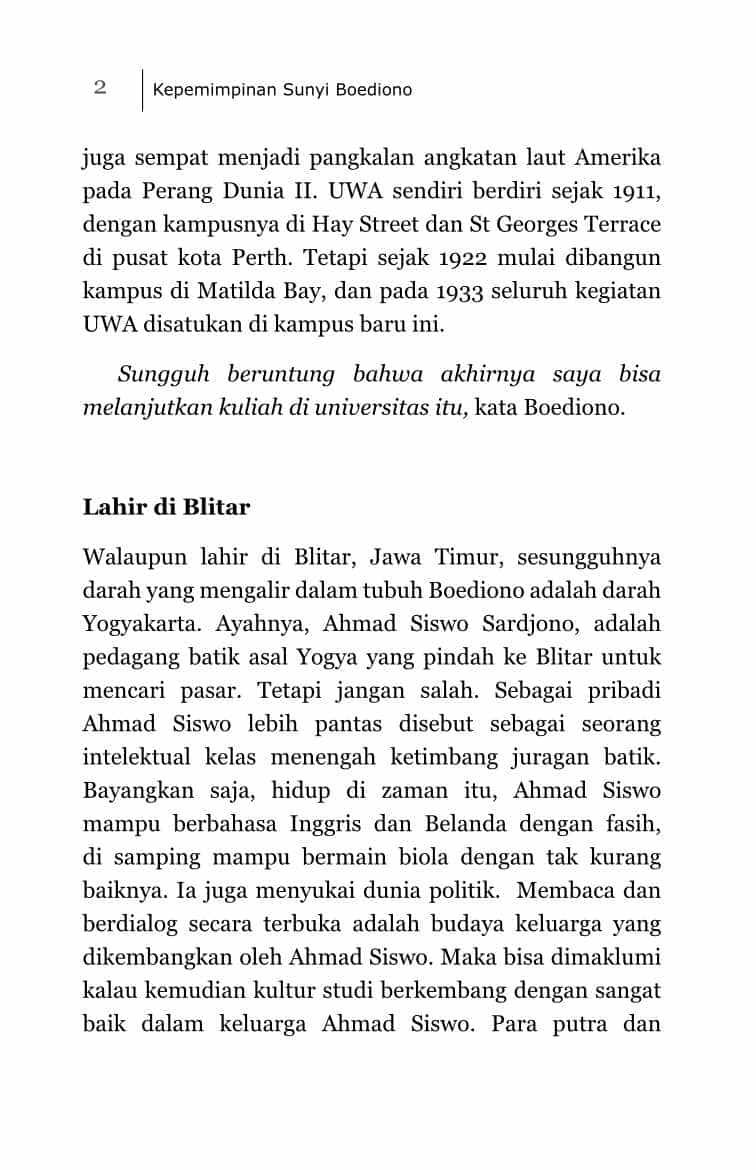 2
Kepemimpinan Sunyi Boediono
juga sempat menjadi pangkalan angkatan laut Amerika
pada Perang Dunia II. UWA sendiri berdiri sejak 1911,
dengan kampusnya di Hay Street dan St Georges Terrace
di pusat kota Perth. Tetapi sejak 1922 mulai dibangun
kampus di Matilda Bay, dan pada 1933 seluruh kegiatan
UWA disatukan di kampus baru ini.
Sungguh beruntung bahwa akhirnya saya bisa
melanjutkan kuliah di universitas itu, kata Boediono.
Lahir di Blitar
Walaupun lahir di Blitar, Jawa Timur, sesungguhnya
darah yang mengalir dalam tubuh Boediono adalah darah
Yogyakarta. Ayahnya, Ahmad Siswo Sardjono, adalah
pedagang batik asal Yogya yang pindah ke Blitar untuk
mencari pasar. Tetapi jangan salah. Sebagai pribadi
Ahmad Siswo lebih pantas disebut sebagai seorang
intelektual kelas menengah ketimbang juragan batik.
Bayangkan saja, hidup di zaman itu, Ahmad Siswo
mampu berbahasa Inggris dan Belanda dengan fasih,
di samping mampu bermain biola dengan tak kurang
baiknya. Ia juga menyukai dunia politik. Membaca dan
berdialog secara terbuka adalah budaya keluarga yang
dikembangkan oleh Ahmad Siswo. Maka bisa dimaklumi
kalau kemudian kultur studi berkembang dengan sangat
baik dalam keluarga Ahmad Siswo. Para putra dan